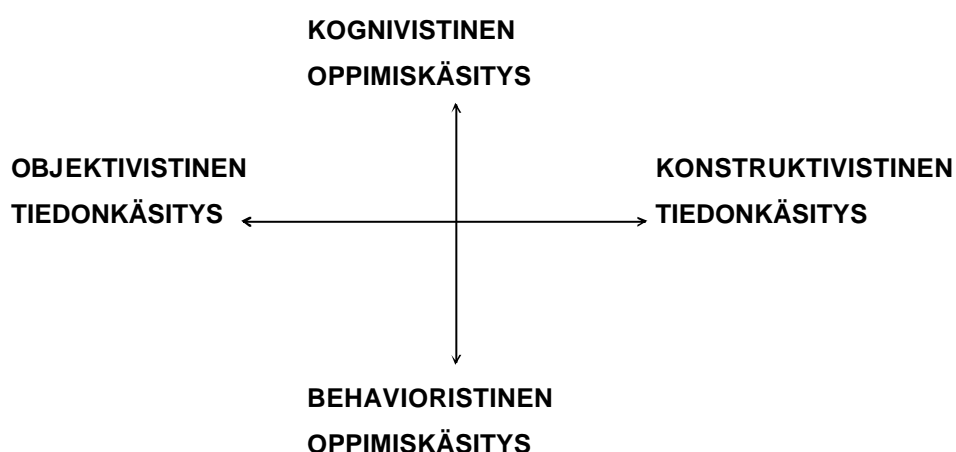 KOGNIVISTINEN
OPPIMISKÄSITYS
OBJEKTIVISTINEN
TIEDONKÄSITYS
KONSTRUKTIVISTINEN
TIEDONKÄSITYS
BEHAVIORISTINEN
OPPIMISKÄSITYS